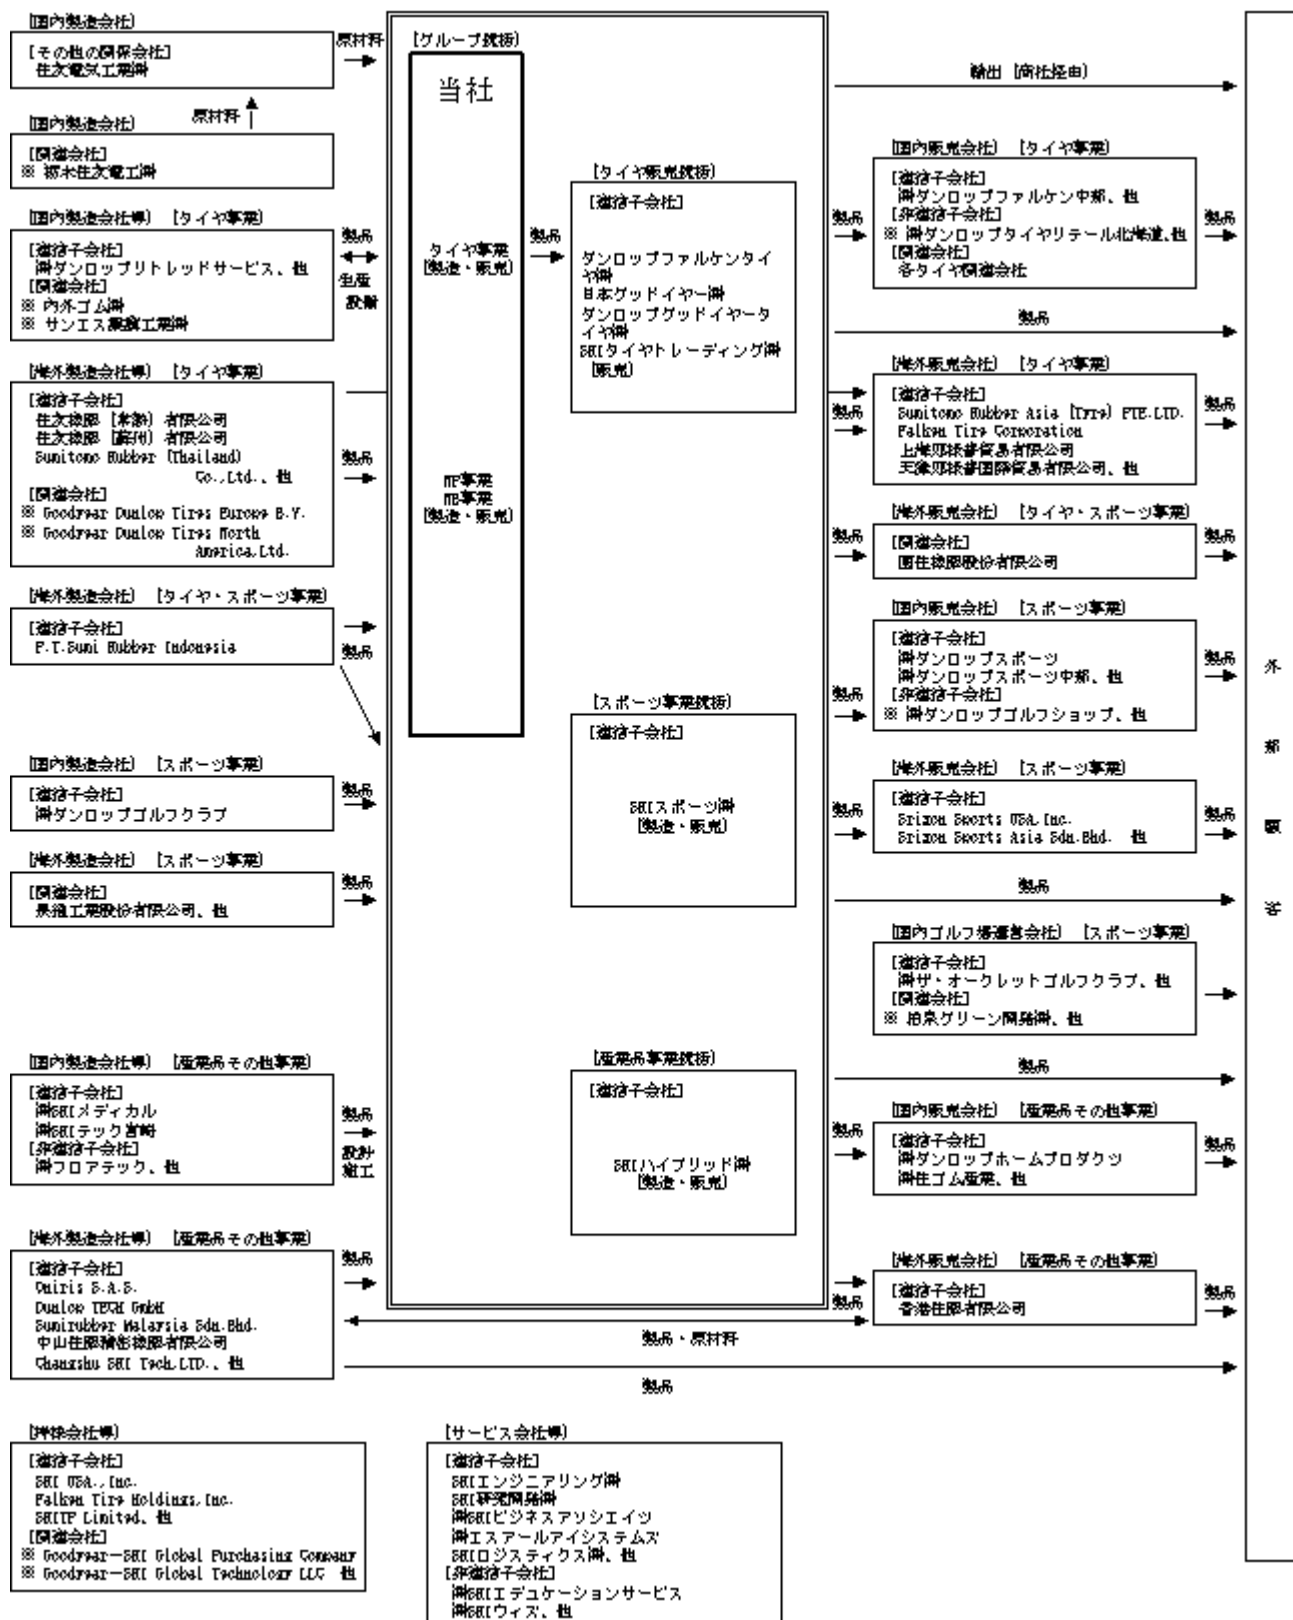 [国内製造会社]
[その他の関係会社]
住友電気工業㈱
原材料
原材料
[国内製造会社]
[関連会社]
※ 栃木住友電工㈱
[国内製造会社等] [タイヤ事業]
[連結子会社]
㈱ダンロップリトレッドサービス、他
[関連会社]
※ 内外ゴム㈱
※ サンエス護謨工業㈱
製品
生産
設備
[海外製造会社等] [タイヤ事業]
[連結子会社]
住友橡膠(常熟)有限公司
住友橡膠(蘇州)有限公司
Sumitomo Rubber (Thailand)
Co.,Ltd.、他
[関連会社]
※ Goodyear Dunlop Tires Europe B.V.
※ Goodyear Dunlop Tires North
America,Ltd.
製品
[海外製造会社] [タイヤ・スポーツ事業]
[連結子会社]
P.T.Sumi Rubber Indonesia
製品
[国内製造会社] [スポーツ事業]
[連結子会社]
㈱ダンロップゴルフクラブ
製品
[海外製造会社] [スポーツ事業]
[関連会社]
工業股份有限公司、他
製品
[国内製造会社等] [産業品その他事業]
[連結子会社]
㈱SRIメディカル
㈱SRIテック宮崎
[非連結子会社]
㈱フロアテック、他
製品
設計
施工
[海外製造会社等] [産業品その他事業]
[連結子会社]
Oniris S.A.S.
Dunlop TECH GmbH
Sumirubber Malaysia Sdn.Bhd.
中山住膠精密橡膠有限公司
Changshu SRI Tech.LTD.、他
製品
製品・原材料
製品
[グループ統括]
当社
タイヤ事業
[製造・販売]
製品
[タイヤ販売統括]
[連結子会社]
ダンロップファルケンタイ
ヤ㈱
日本グッドイヤー㈱
ダンロップグッドイヤータ
イヤ㈱
SRIタイヤトレーディング㈱
[販売]
[製造・販売]
[スポーツ事業統括]
[連結子会社]
SRIスポーツ㈱
[製造・販売]
[産業品事業統括]
[連結子会社]
SRIハイブリッド㈱
[製造・販売]
輸出 [商社経由]
[国内販売会社] [タイヤ事業]
[連結子会社]
㈱ダンロップファルケン中部、他
[非連結子会社]
※ ㈱ダンロップタイヤリテール北海道、他
[関連会社]
各タイヤ関連会社
製品
製品
製品
[海外販売会社] [タイヤ事業]
[連結子会社]
Sumitomo Rubber Asia (Tyre) PTE.LTD.
Falken Tire Corporation
上海貿易有限公司
天津国際貿易有限公司、他
製品
製品
[海外販売会社] [タイヤ・スポーツ事業]
[関連会社]
住橡膠股份有限公司
製品
製品
[国内販売会社] [スポーツ事業]
[連結子会社]
㈱ダンロップスポーツ
㈱ダンロップスポーツ中部、他
[非連結子会社]
※ ㈱ダンロップゴルフショップ、他
製品
製品
[海外販売会社] [スポーツ事業]
[連結子会社]
Srixon Sports USA,Inc.
Srixon Sports Asia Sdn.Bhd. 他
製品
製品
製品
[国内ゴルフ場運営会社] [スポーツ事業]
[連結子会社]
㈱ザ・オークレットゴルフクラブ、他
[関連会社]
※ 柏泉グリーン開発㈱、他
製品
[国内販売会社] [産業品その他事業]
[連結子会社]
㈱ダンロップホームプロダクツ
㈱住ゴム産業、他
製品
製品
[海外販売会社] [産業品その他事業]
[連結子会社]
香港住膠有限公司
製品
製品
外部顧客
[持株会社等]
[連結子会社]
SRI USA,Inc.
Falken Tire Holdings,Inc.
SRITP Limited、他
[関連会社]
※ Goodyear-SRI Global Purchasing Company
※ Goodyear-SRI Global Technology LLC 他
[サービス会社等]
[連結子会社]
SRIエンジニアリング㈱
SRI研究開発㈱
㈱SRIビジネスアソシエイツ
㈱エスアールアイシステムズ
SRIロジスティクス㈱、他
[非連結子会社]
㈱SRIエデュケーションサービス
㈱SRIウィズ、他